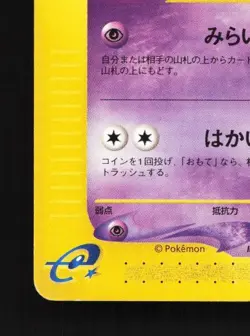 みらい
自分または相手の山札の上からカード
山札の上にもどす。
はかい
コインを1回投げ、「おもて」なら、相
トラッシュする。
弱点 抵抗力
e
© Pokémon